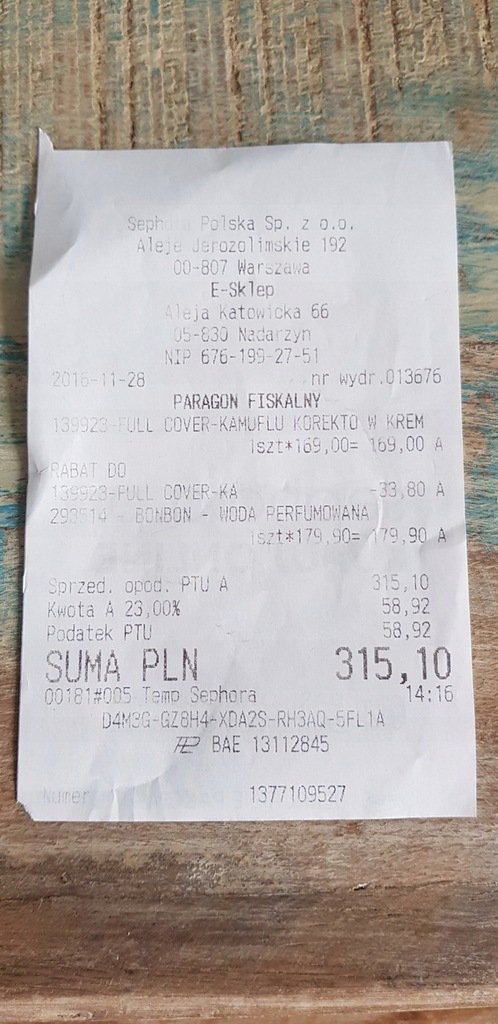 Sephora Polska Sp. z o.o.
Aleje Jerozolimskie 192
00-807 Warszawa
E-Sklep
Aleja Katowicka 66
05-830 Nadarzyn
NIP 676-199-27-51
2016-11-28 nr wydr.013676
PARAGON FISKALNY
139923-FULL COVER-KAMUFLU KOREKTO W KREM
1szt*169,00= 169,00 A
RABAT DO
139923-FULL COVER-KA -33,80 A
293514 - BONBON - WODA PERFUMOWANA
1szt*179,90= 179,90 A
Sprzed. opod. PTU A 315,10
Kwota A 23,00% 58,92
Podatek PTU 58,92
SUMA PLN 315,10
00181#005 Temp Sephora 14:16
D4M3G-GZ8H4-XDA2S-RH3AQ-5FL1A
BAE 13112845
Numer 1377109527